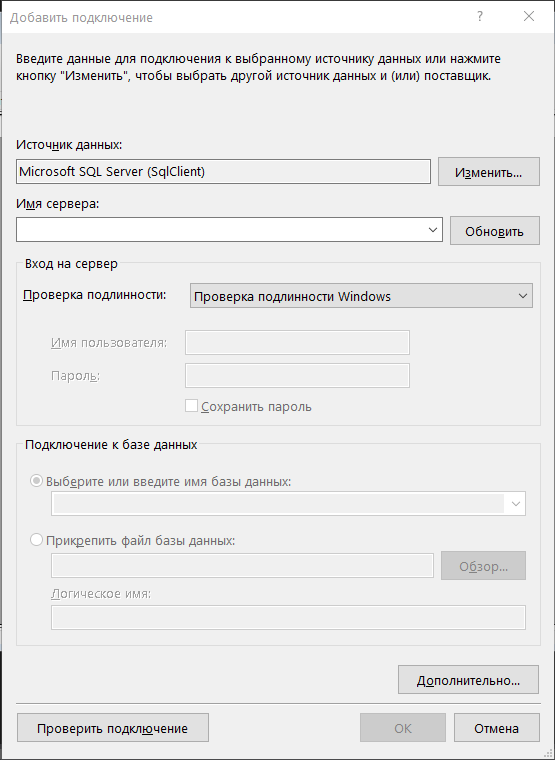 Добавить подключение
?
Введите данные для подключения к выбранному источнику данных или нажмите
кнопку "Изменить", чтобы выбрать другой источник данных и (или) поставщик.
Источник данных:
Microsoft SQL Server (SqlClient)
Изменить...
Имя сервера:
Обновить
Вход на сервер
Проверка подлинности:
Проверка подлинности Windows
Имя пользователя:
Пароль:
Сохранить пароль
Подключение к базе данных
Выберите или введите имя базы данных:
Прикрепить файл базы данных:
Обзор...
Логическое имя:
Дополнительно...
Проверить подключение
ОК
Отмена